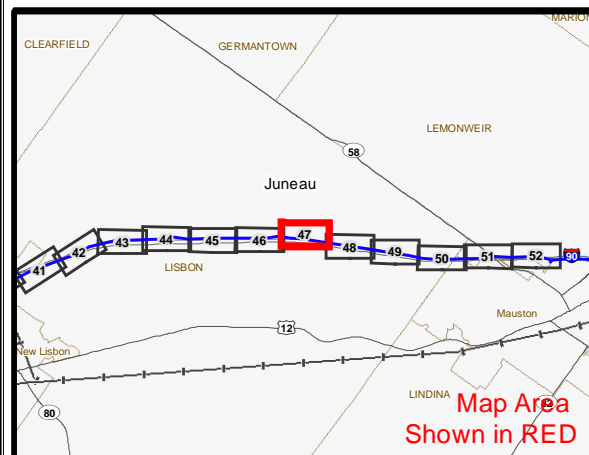 MARION
CLEARFIELD
GERMANTOWN
LEMONWEIR
58
Juneau
47
46
45
44
43
42
41
48
49
50
51
52
90
LISBON
12
Mauston
New Lisbon
LINDINA
80
82
Map Area
Shown in RED